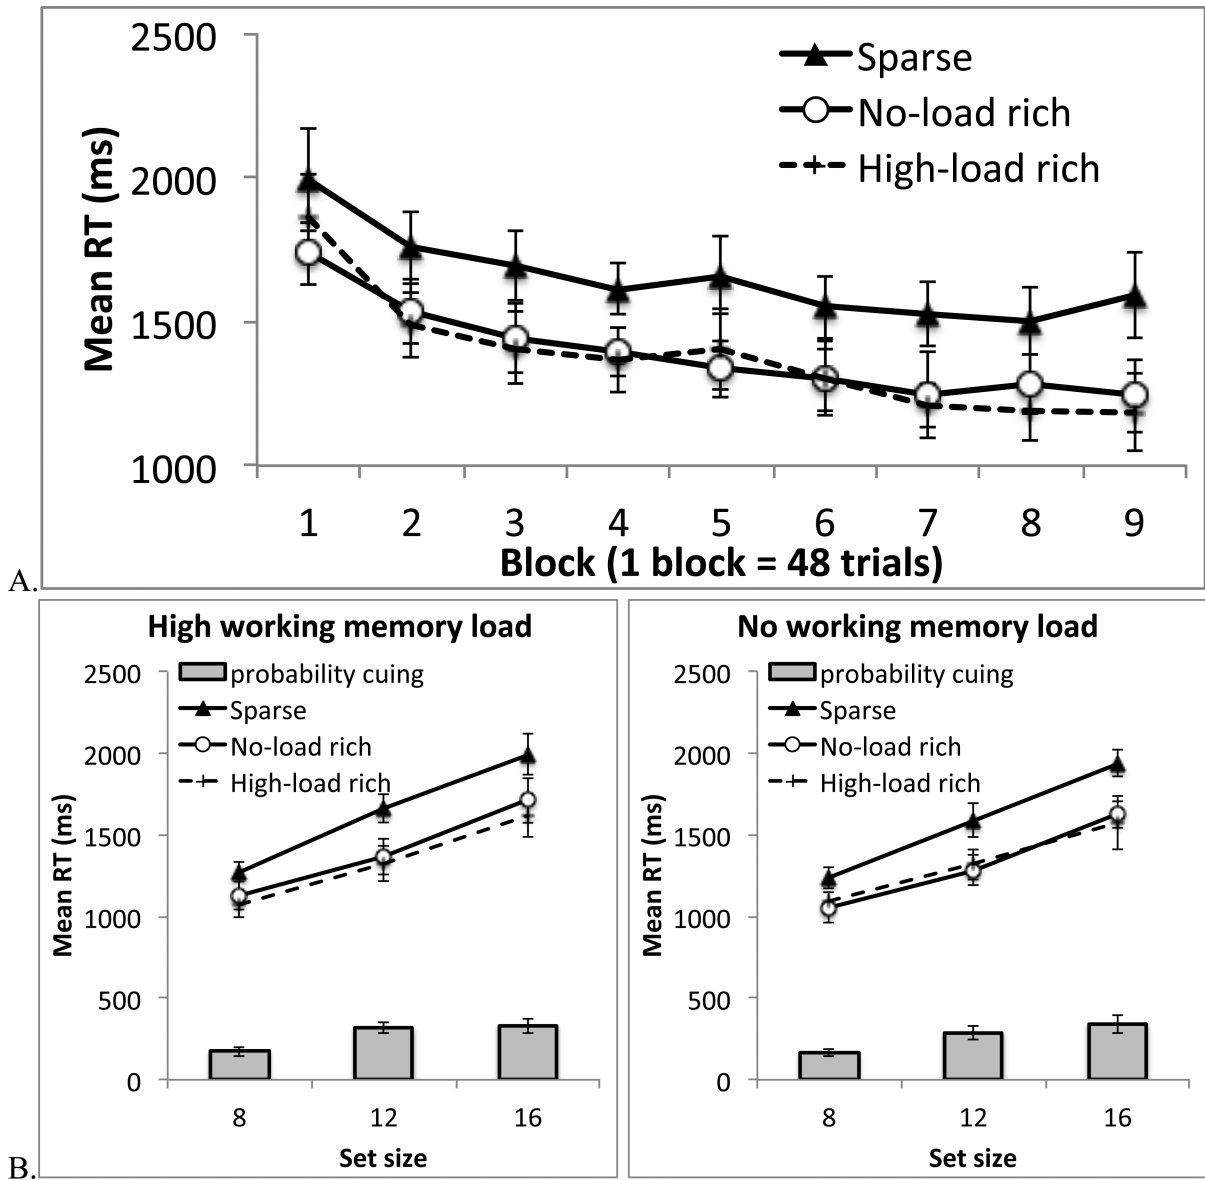 2500
2000
1500
1000
Mean RT (ms)
Sparse
No-load rich
High-load rich
1 2 3 4 5 6 7 8 9
Block (1 block = 48 trials)
A.
High working memory load
2500
2000
1500
1000
500
0
Mean RT (ms)
probability cuing
Sparse
No-load rich
High-load rich
8 12 16
Set size
No working memory load
2500
2000
1500
1000
500
0
Mean RT (ms)
probability cuing
Sparse
No-load rich
High-load rich
8 12 16
Set size
B.